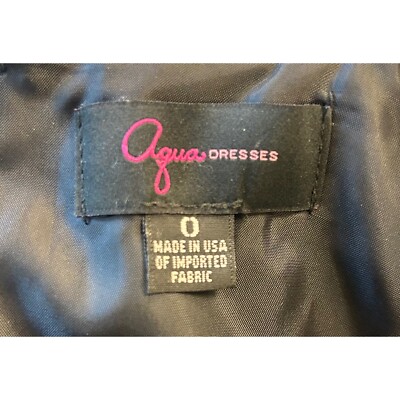 Aqua DRESSES
0
MADE IN USA
OF IMPORTED
FABRIC